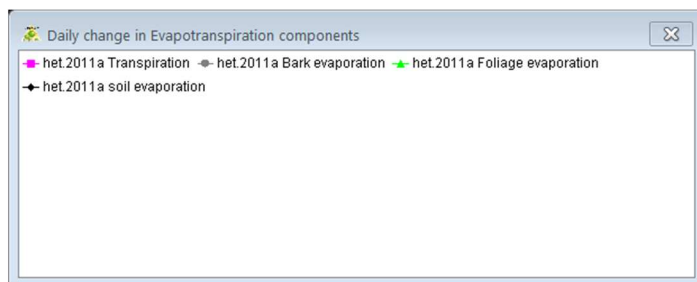 Daily change in Evapotranspiration components
het.2011a Transpiration het.2011a Bark evaporation het.2011a Foliage evaporation
het.2011a soil evaporation